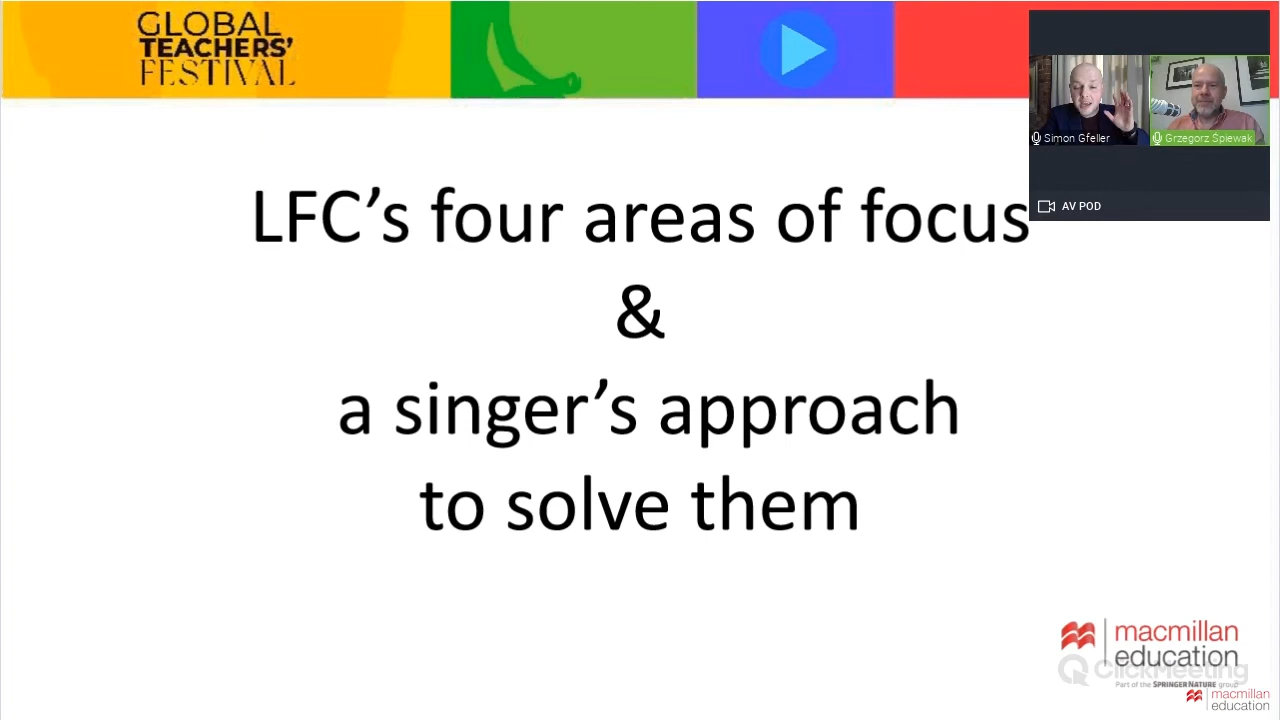 GLOBAL
TEACHERS'
FESTIVAL
Simon Gfeller
Grzegorz Śpiewak
AV POD
LFC’s four areas of focus
&
a singer’s approach
to solve them
macmillan
education
ClickMeeting
Part of the SPRINGER NATURE group
macmillan
education